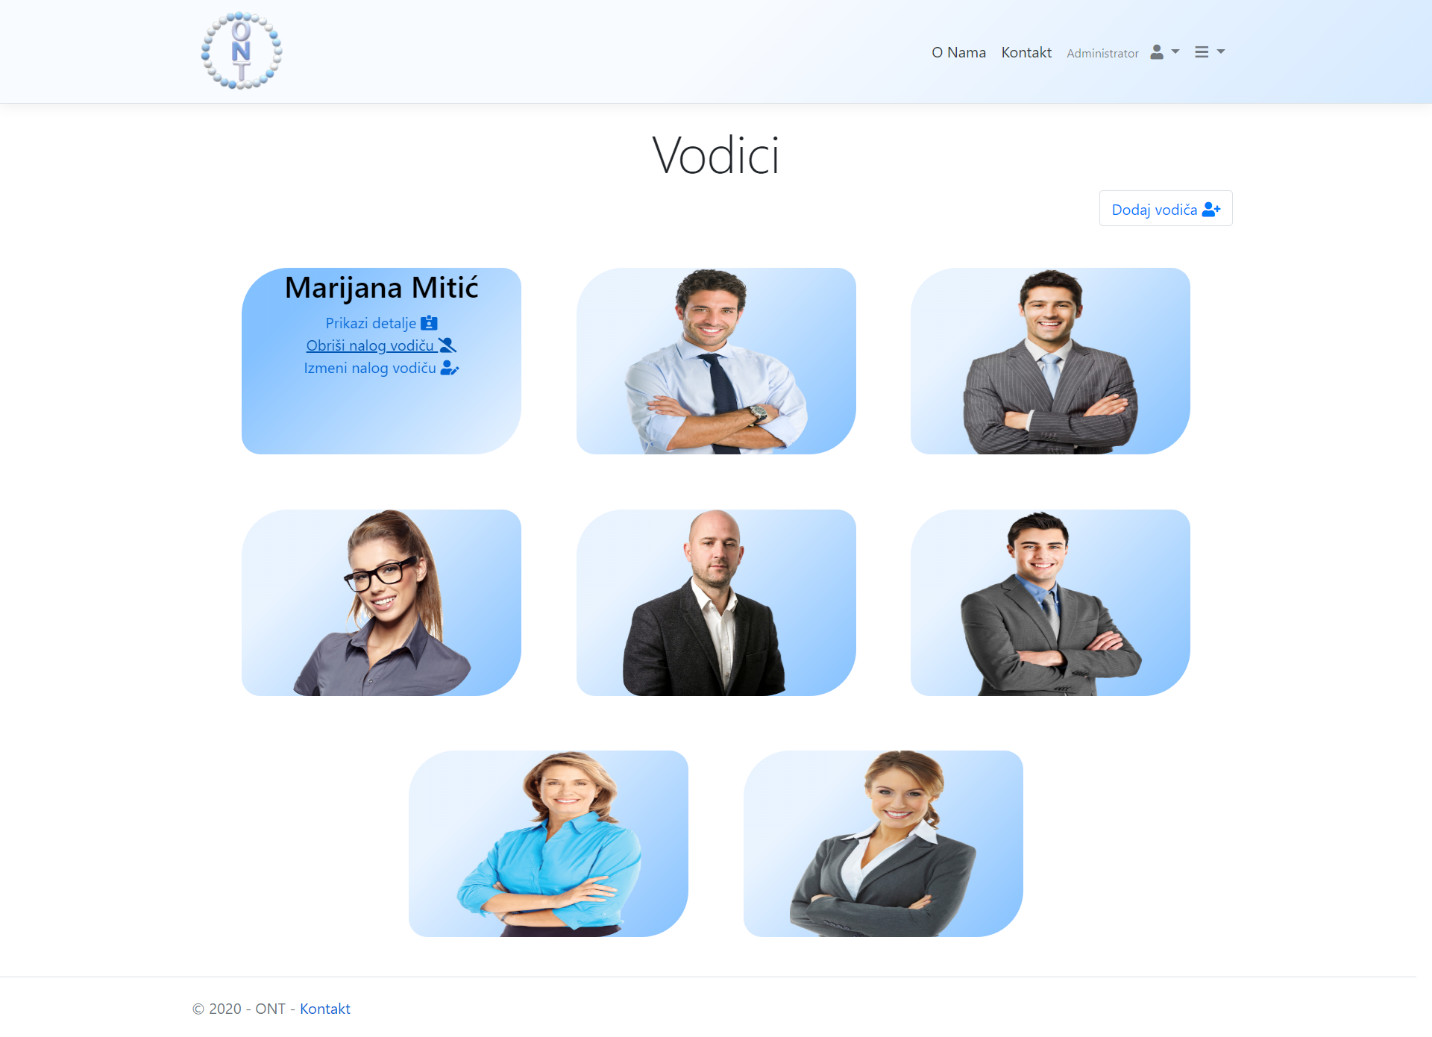 ONT
O Nama Kontakt Administrator
Vodici
Dodaj vodiča
Marijana Mitić
Prikazi detalje
Obriši nalog vodiču
Izmeni nalog vodiču
© 2020 - ONT - Kontakt